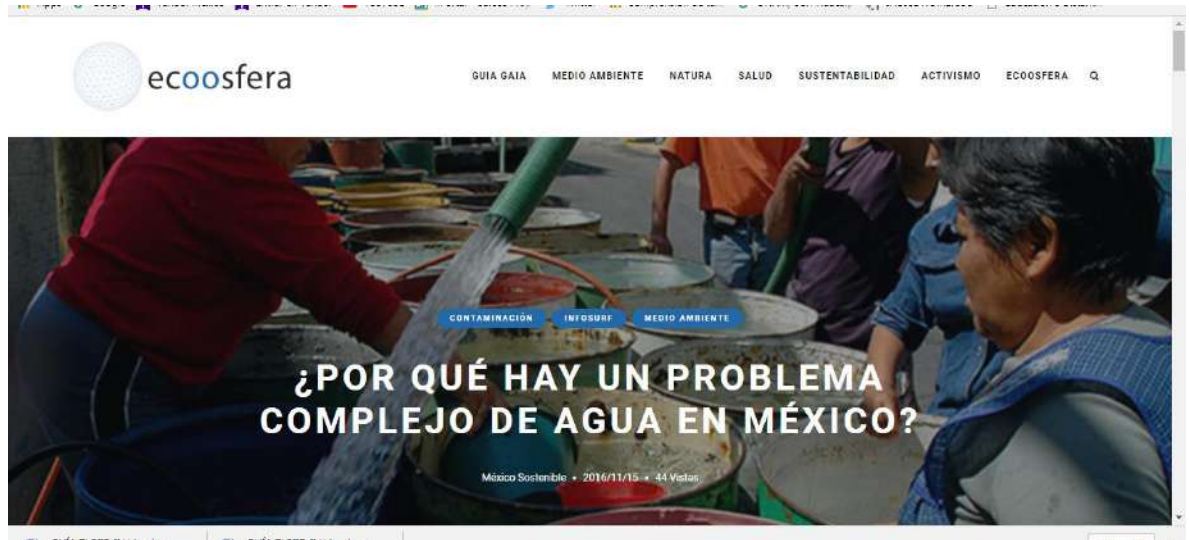 ecoosfera
GUIA GAIA MEDIO AMBIENTE NATURA SALUD SUSTENTABILIDAD ACTIVISMO ECOOSFERA
CONTAMINACIÓN INFOSURF MEDIO AMBIENTE
¿POR QUÉ HAY UN PROBLEMA
COMPLEJO DE AGUA EN MÉXICO?
México Sostenible • 2016/11/15 • 44 Vistas